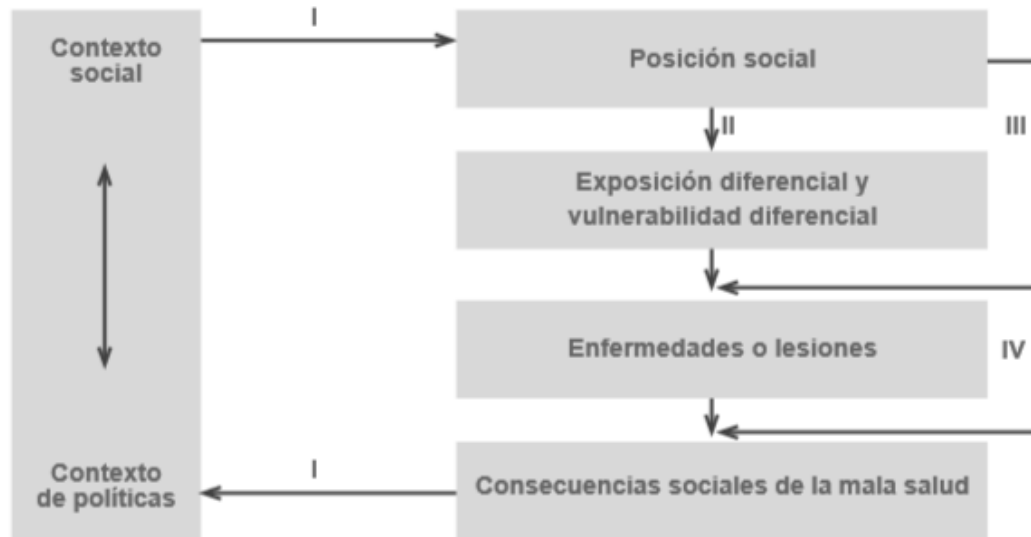 Contexto
social
I
Posición social
II
III
Exposición diferencial y
vulnerabilidad diferencial
Enfermedades o lesiones
IV
Contexto
de políticas
I
Consecuencias sociales de la mala salud